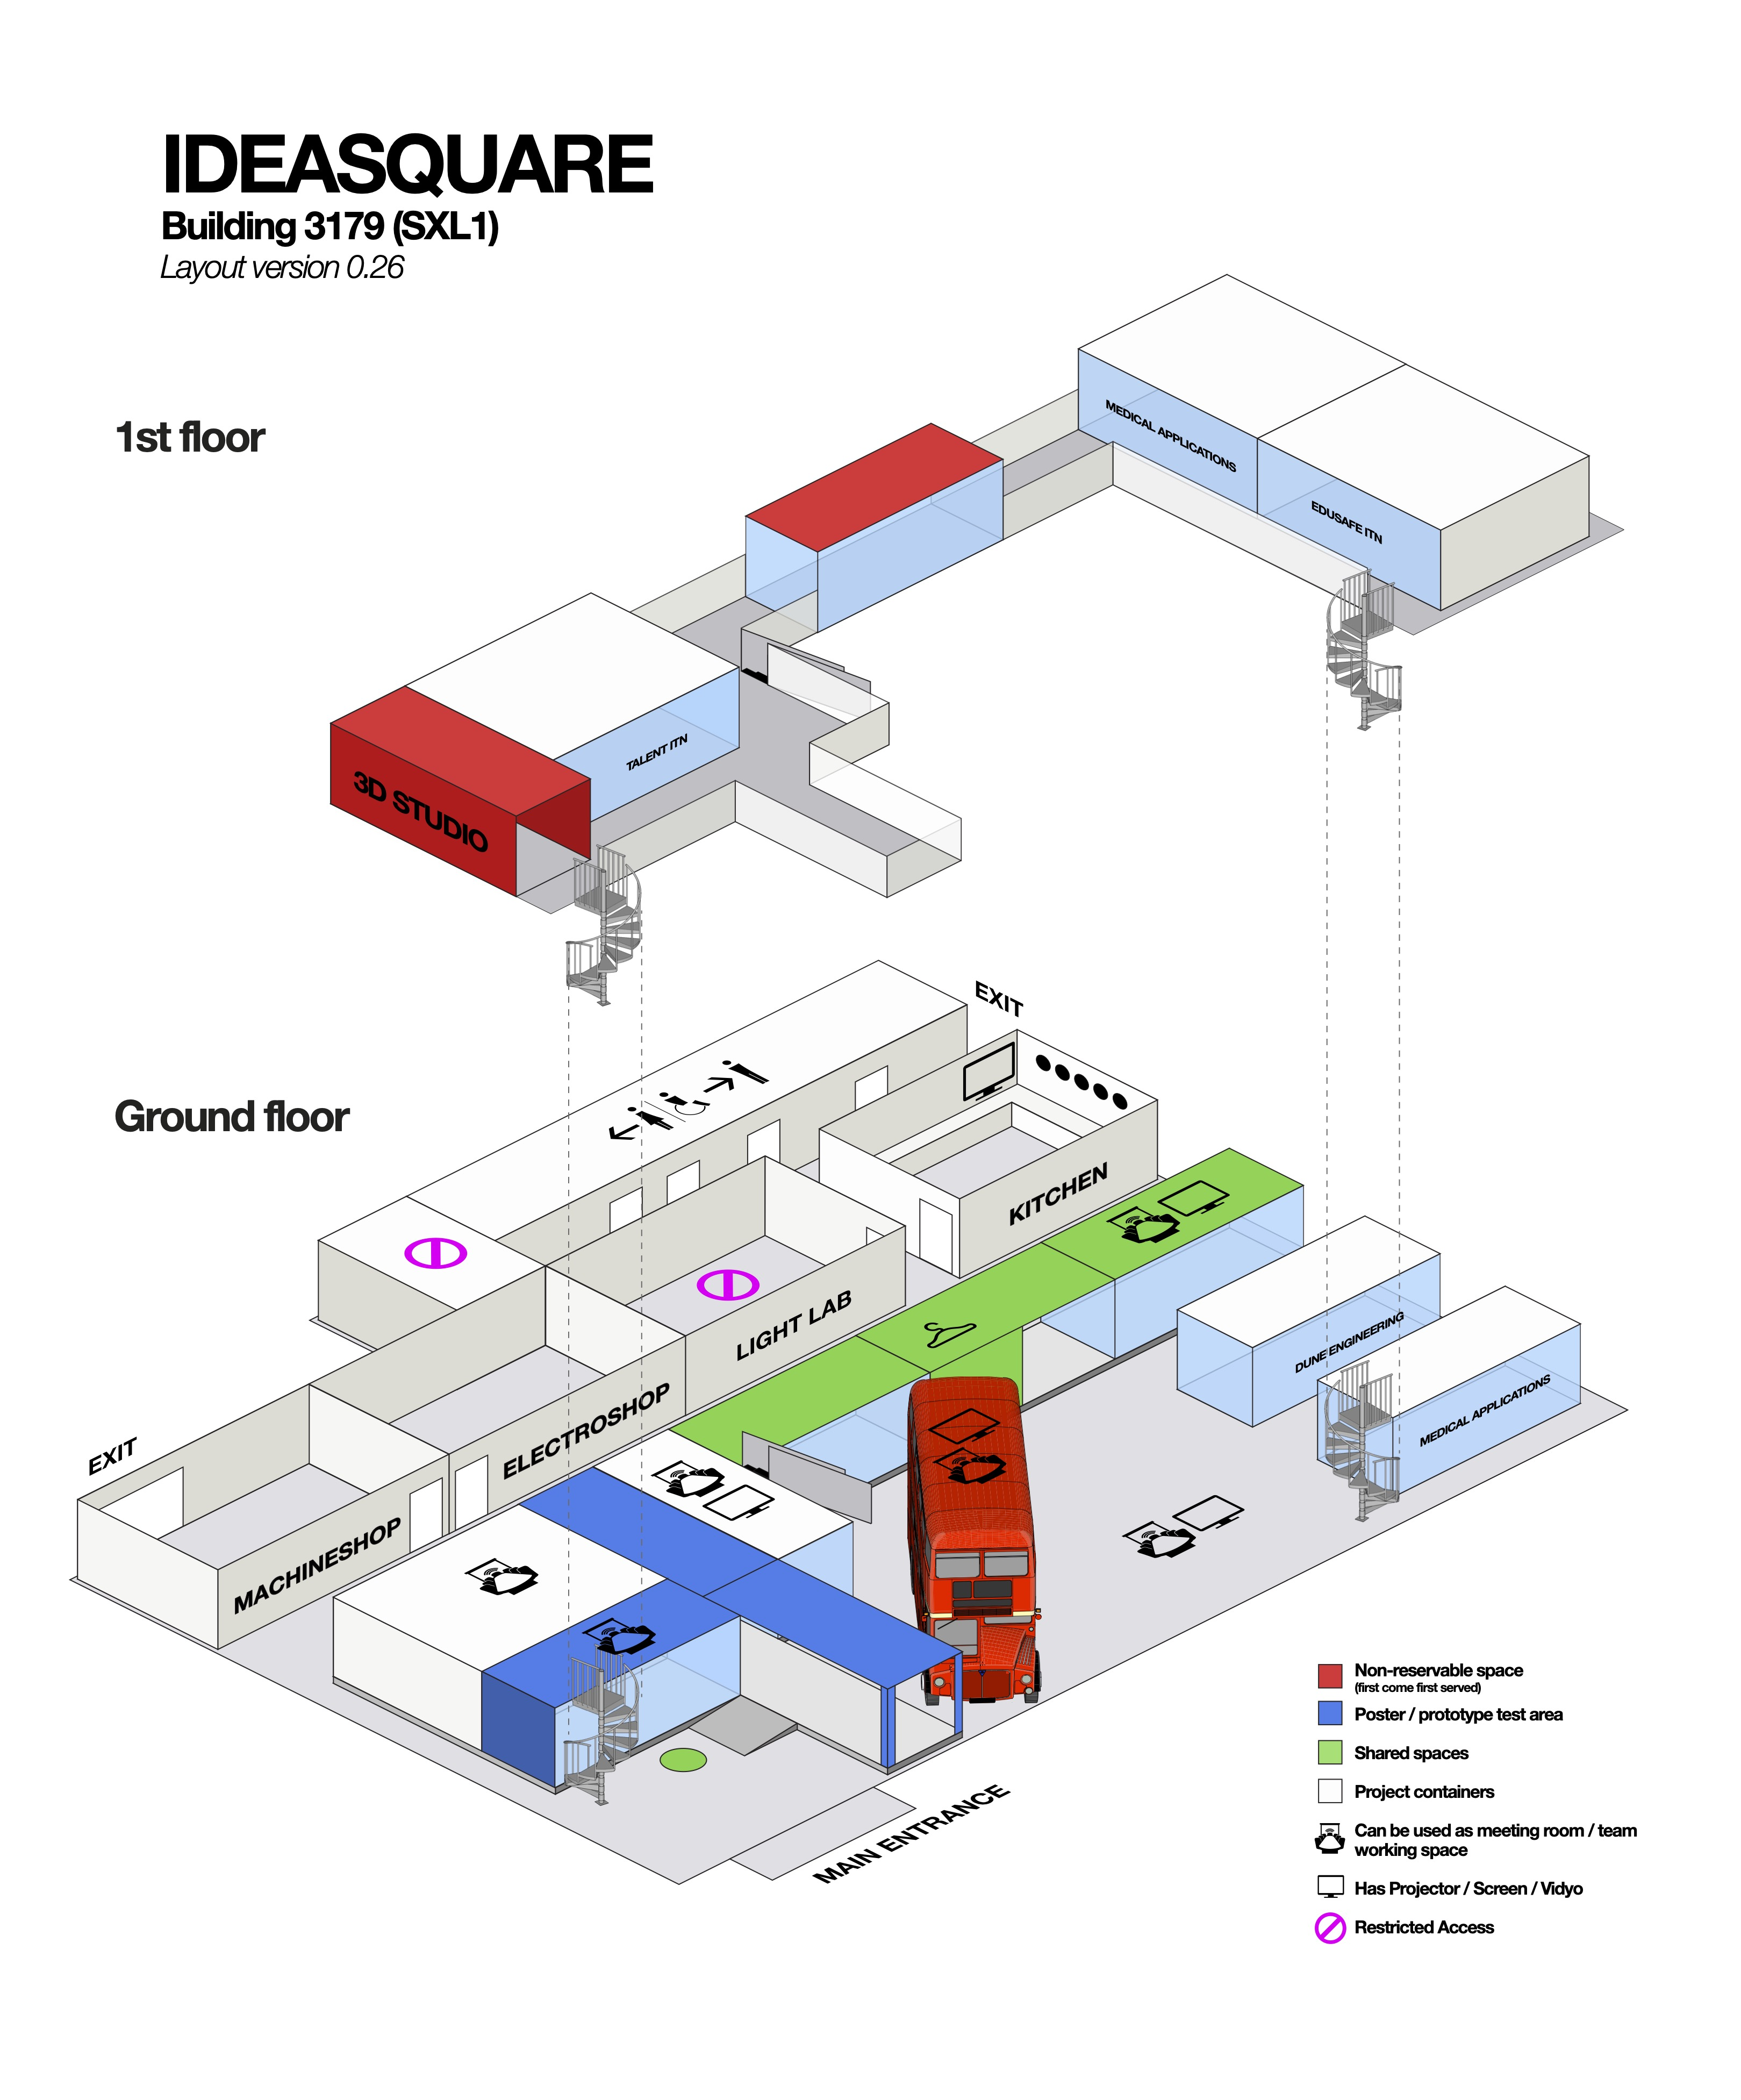 IDEASQUARE
Building 3179 (SXL1)
Layout version 0.26
1st floor
MEDICAL APPLICATIONS
EDUSAFE ITN
TALENT ITN
3D STUDIO
EXIT
Ground floor
KITCHEN
LIGHT LAB
DUNE ENGINEERING
MEDICAL APPLICATIONS
ELECTROSHOP
EXIT
MACHINESHOP
MAIN ENTRANCE
Non-reservable space
(first come first served)
Poster / prototype test area
Shared spaces
Project containers
Can be used as meeting room / team
working space
Has Projector / Screen / Vidyo
Restricted Access